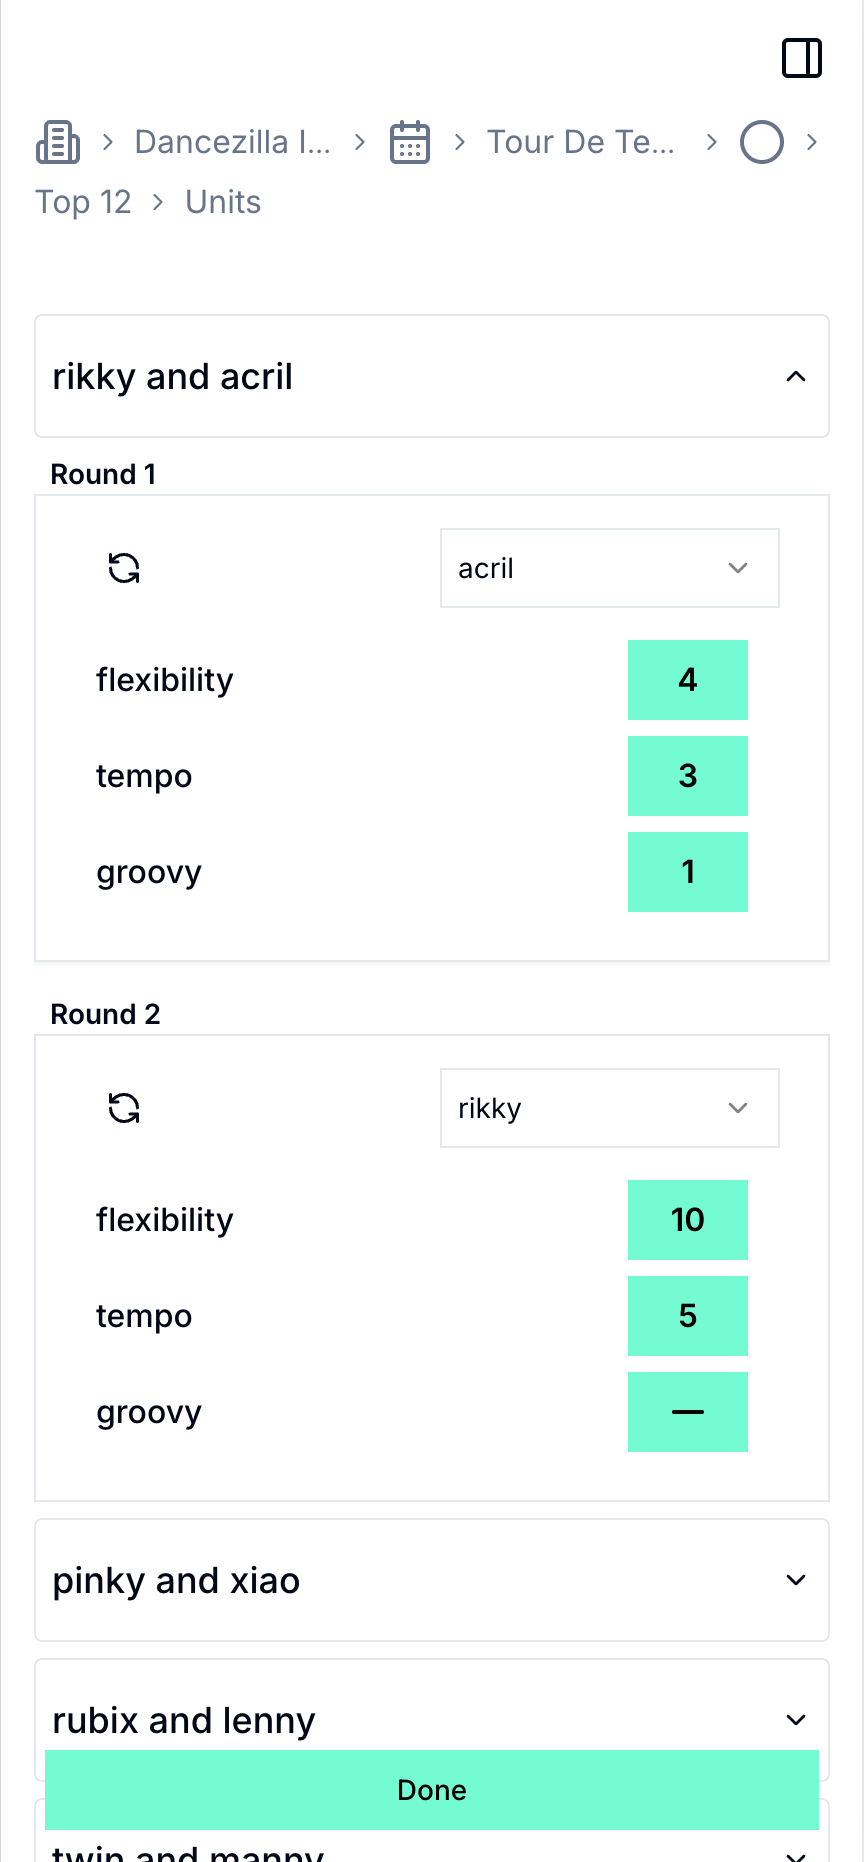 Dancezilla I... Tour De Te...
Top 12 Units
rikky and acril
Round 1
acril
flexibility 4
tempo 3
groovy 1
Round 2
rikky
flexibility 10
tempo 5
groovy —
pinky and xiao
rubix and lenny
Done
twin and manny